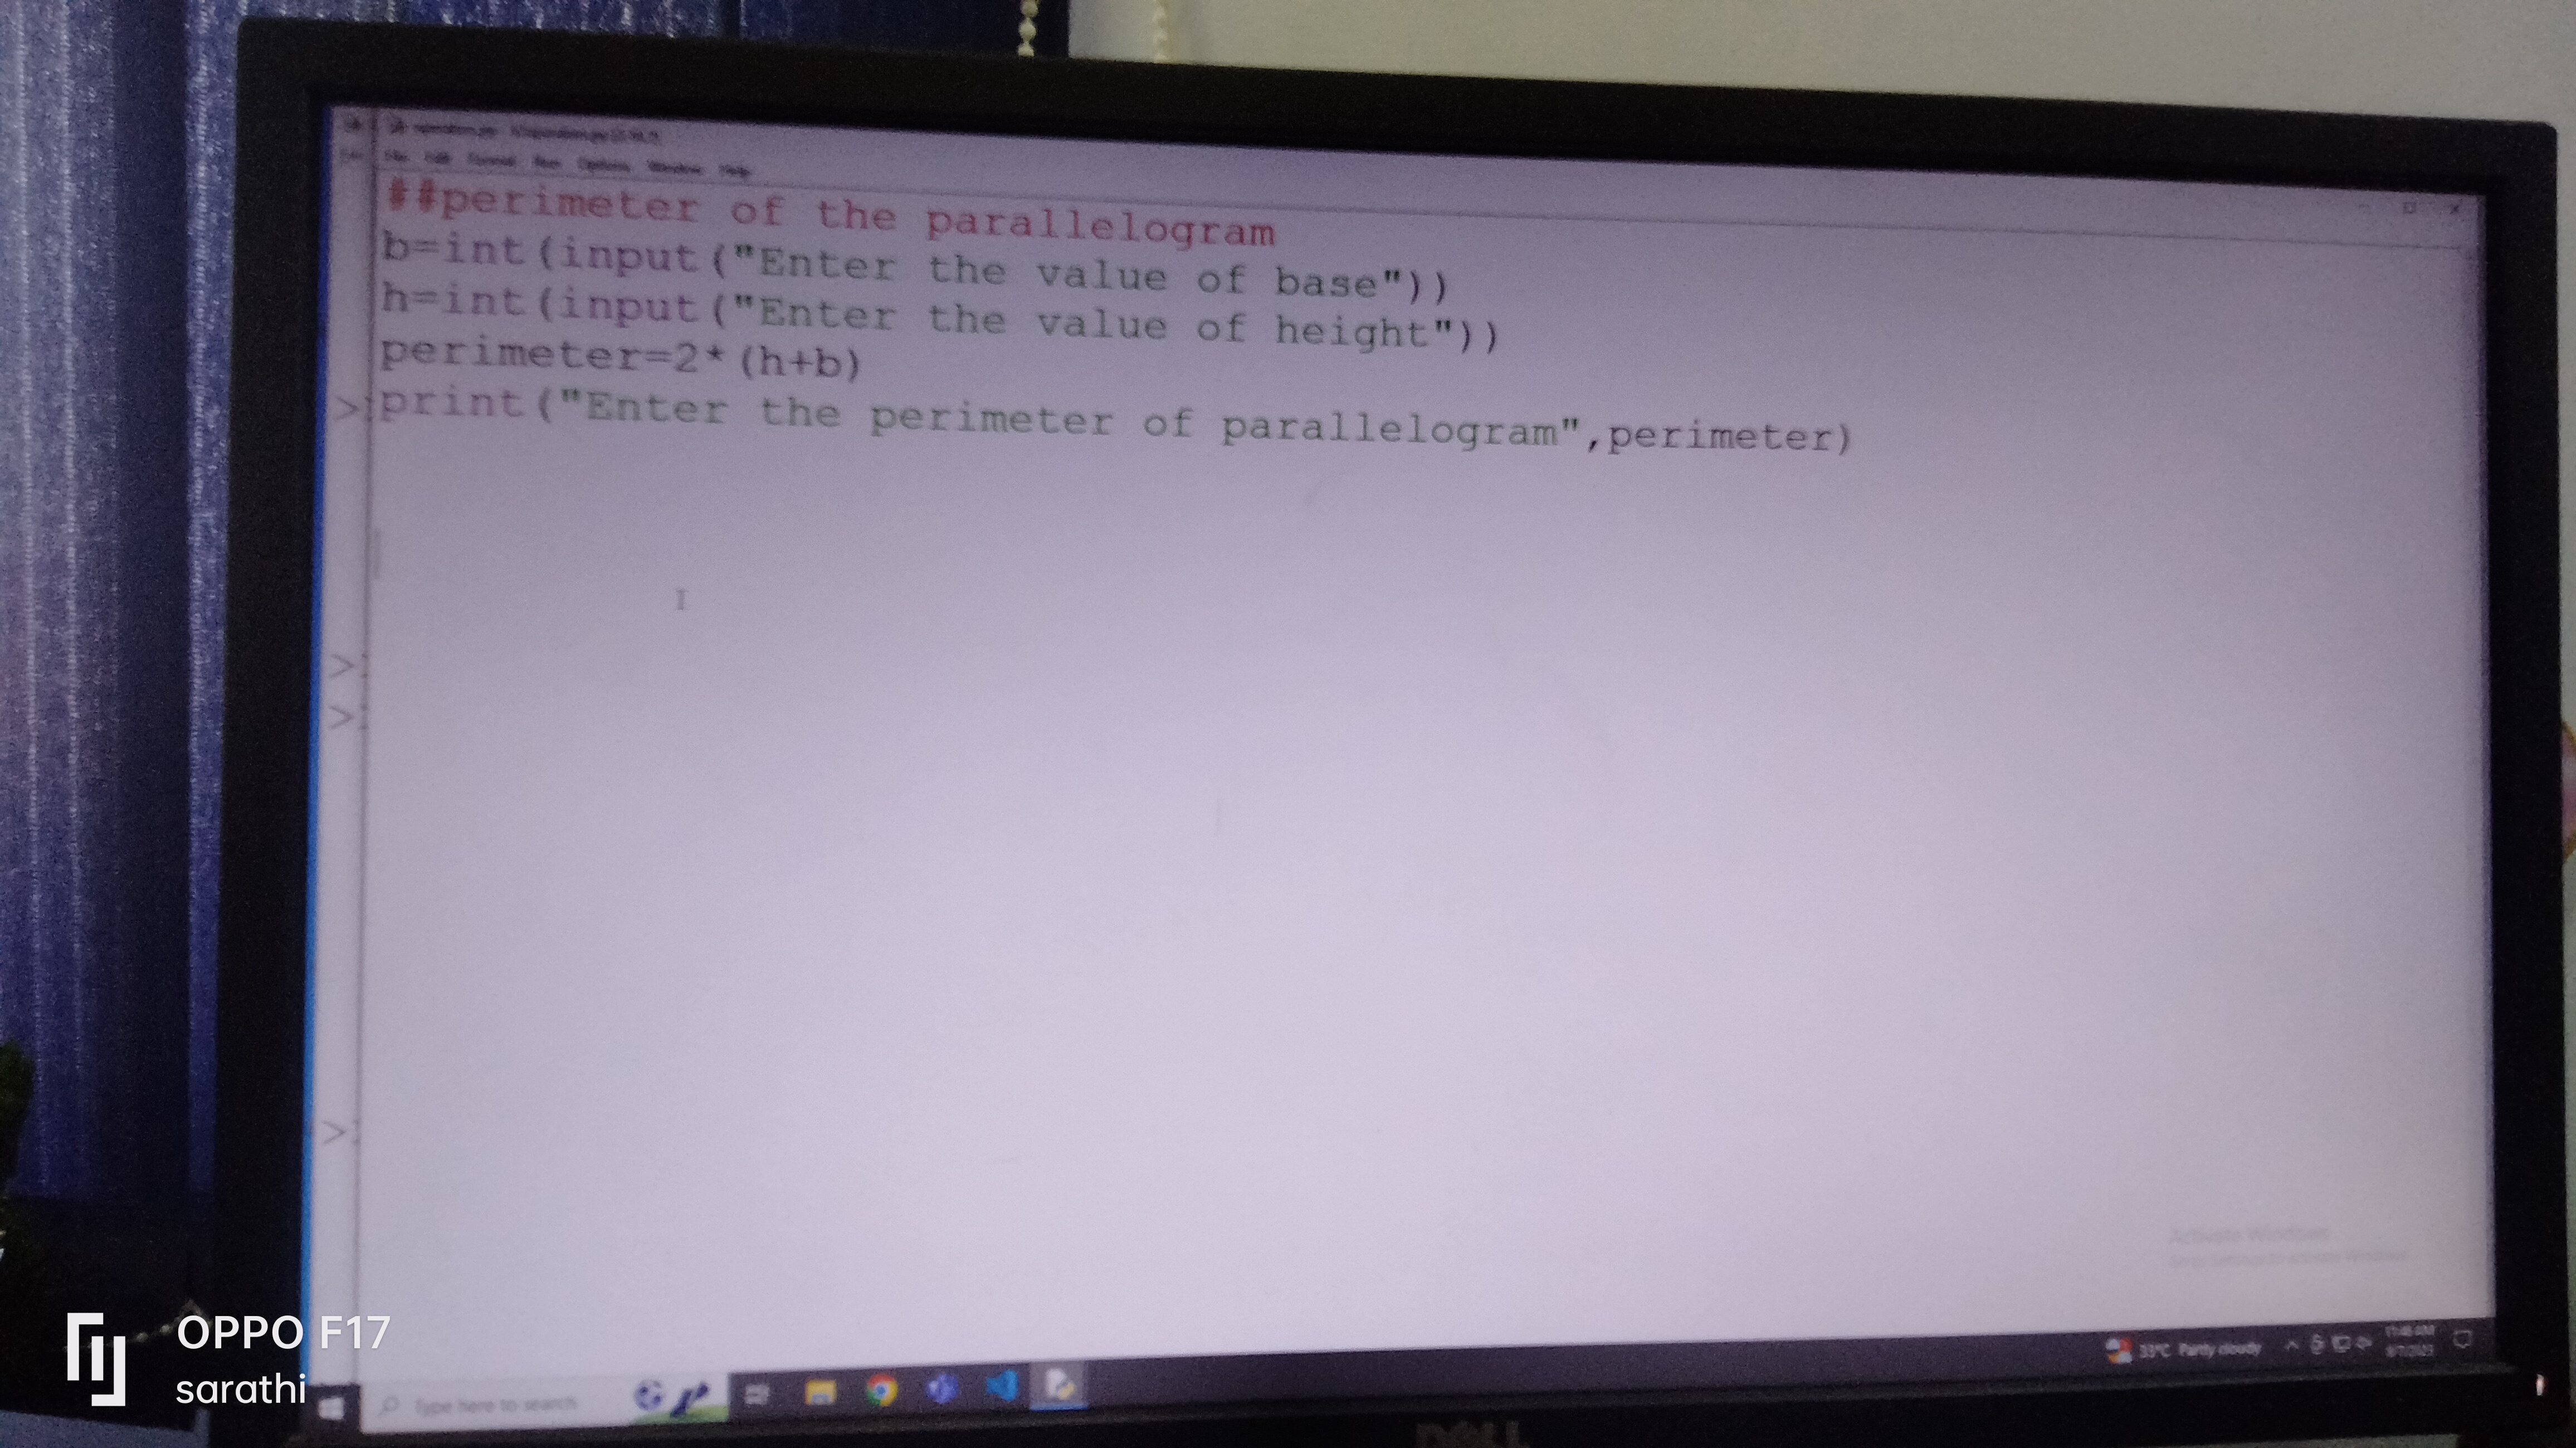 File Edit Format Run Options Window Help
##perimeter of the parallelogram
b=int(input("Enter the value of base"))
h=int(input("Enter the value of height"))
perimeter=2*(h+b)
print("Enter the perimeter of parallelogram",perimeter)
>
>
>
>
Activate Windows
Type here to search
33°C Partly cloudy
DELL
OPPO F17
sarathi